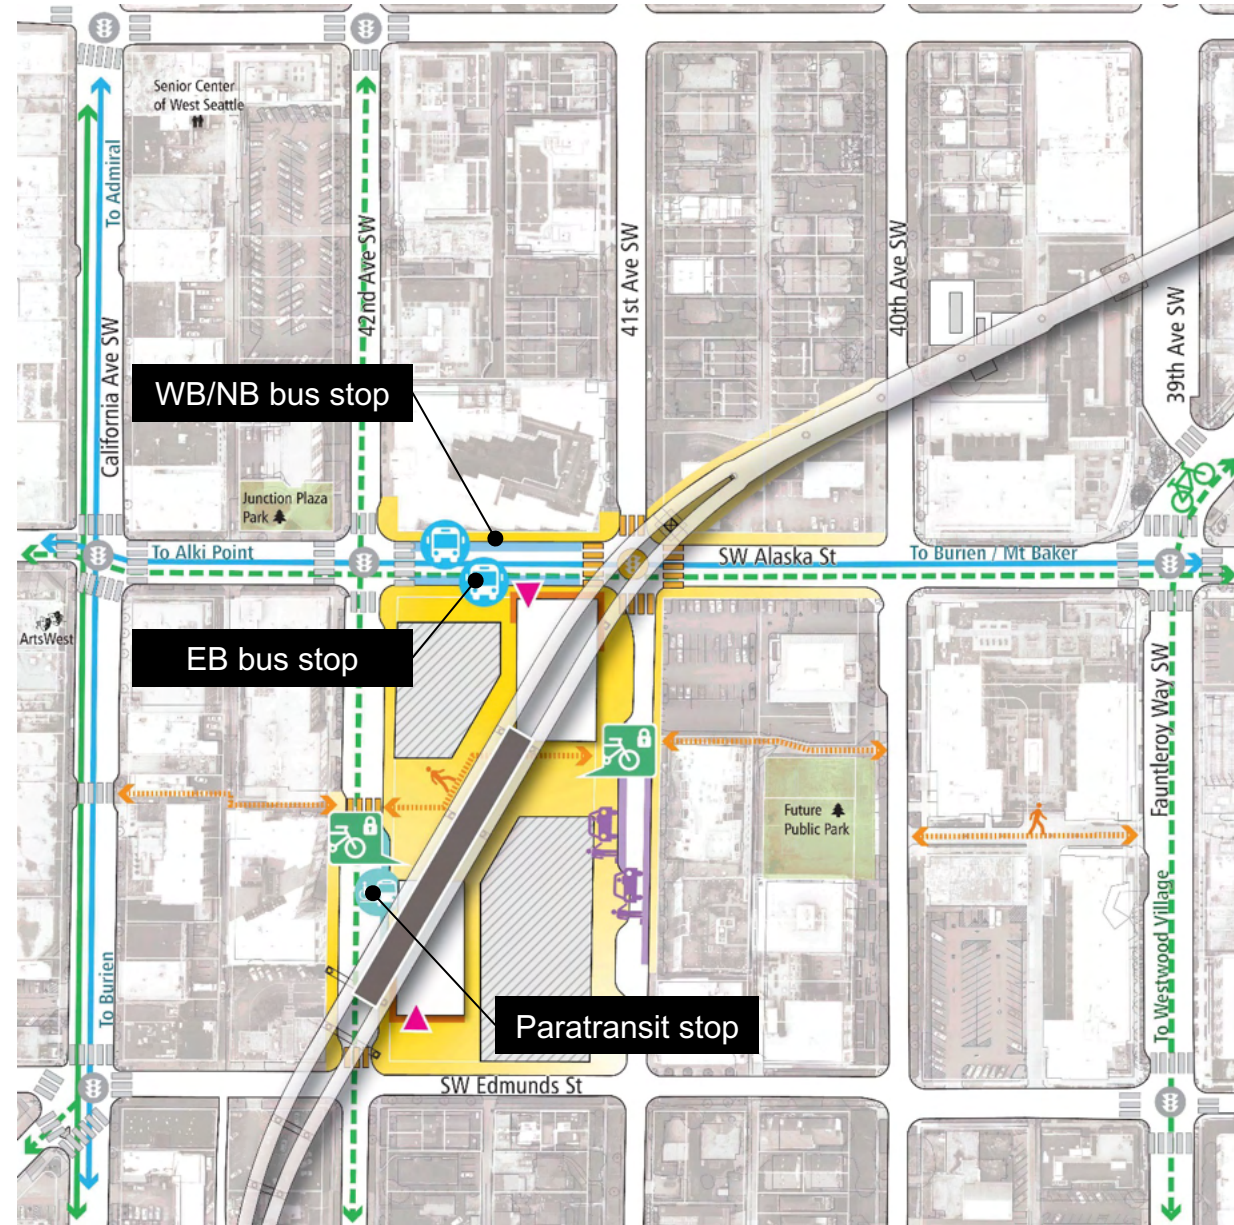 Senior Center
of West Seattle
To Admiral
42nd Ave SW
41st Ave SW
40th Ave SW
39th Ave SW
California Ave SW
WB/NB bus stop
Junction Plaza
Park
To Alki Point
SW Alaska St
To Burien / Mt Baker
ArtsWest
EB bus stop
Fauntleroy Way SW
Future
Public Park
To Westwood Village
To Burien
Paratransit stop
SW Edmunds St